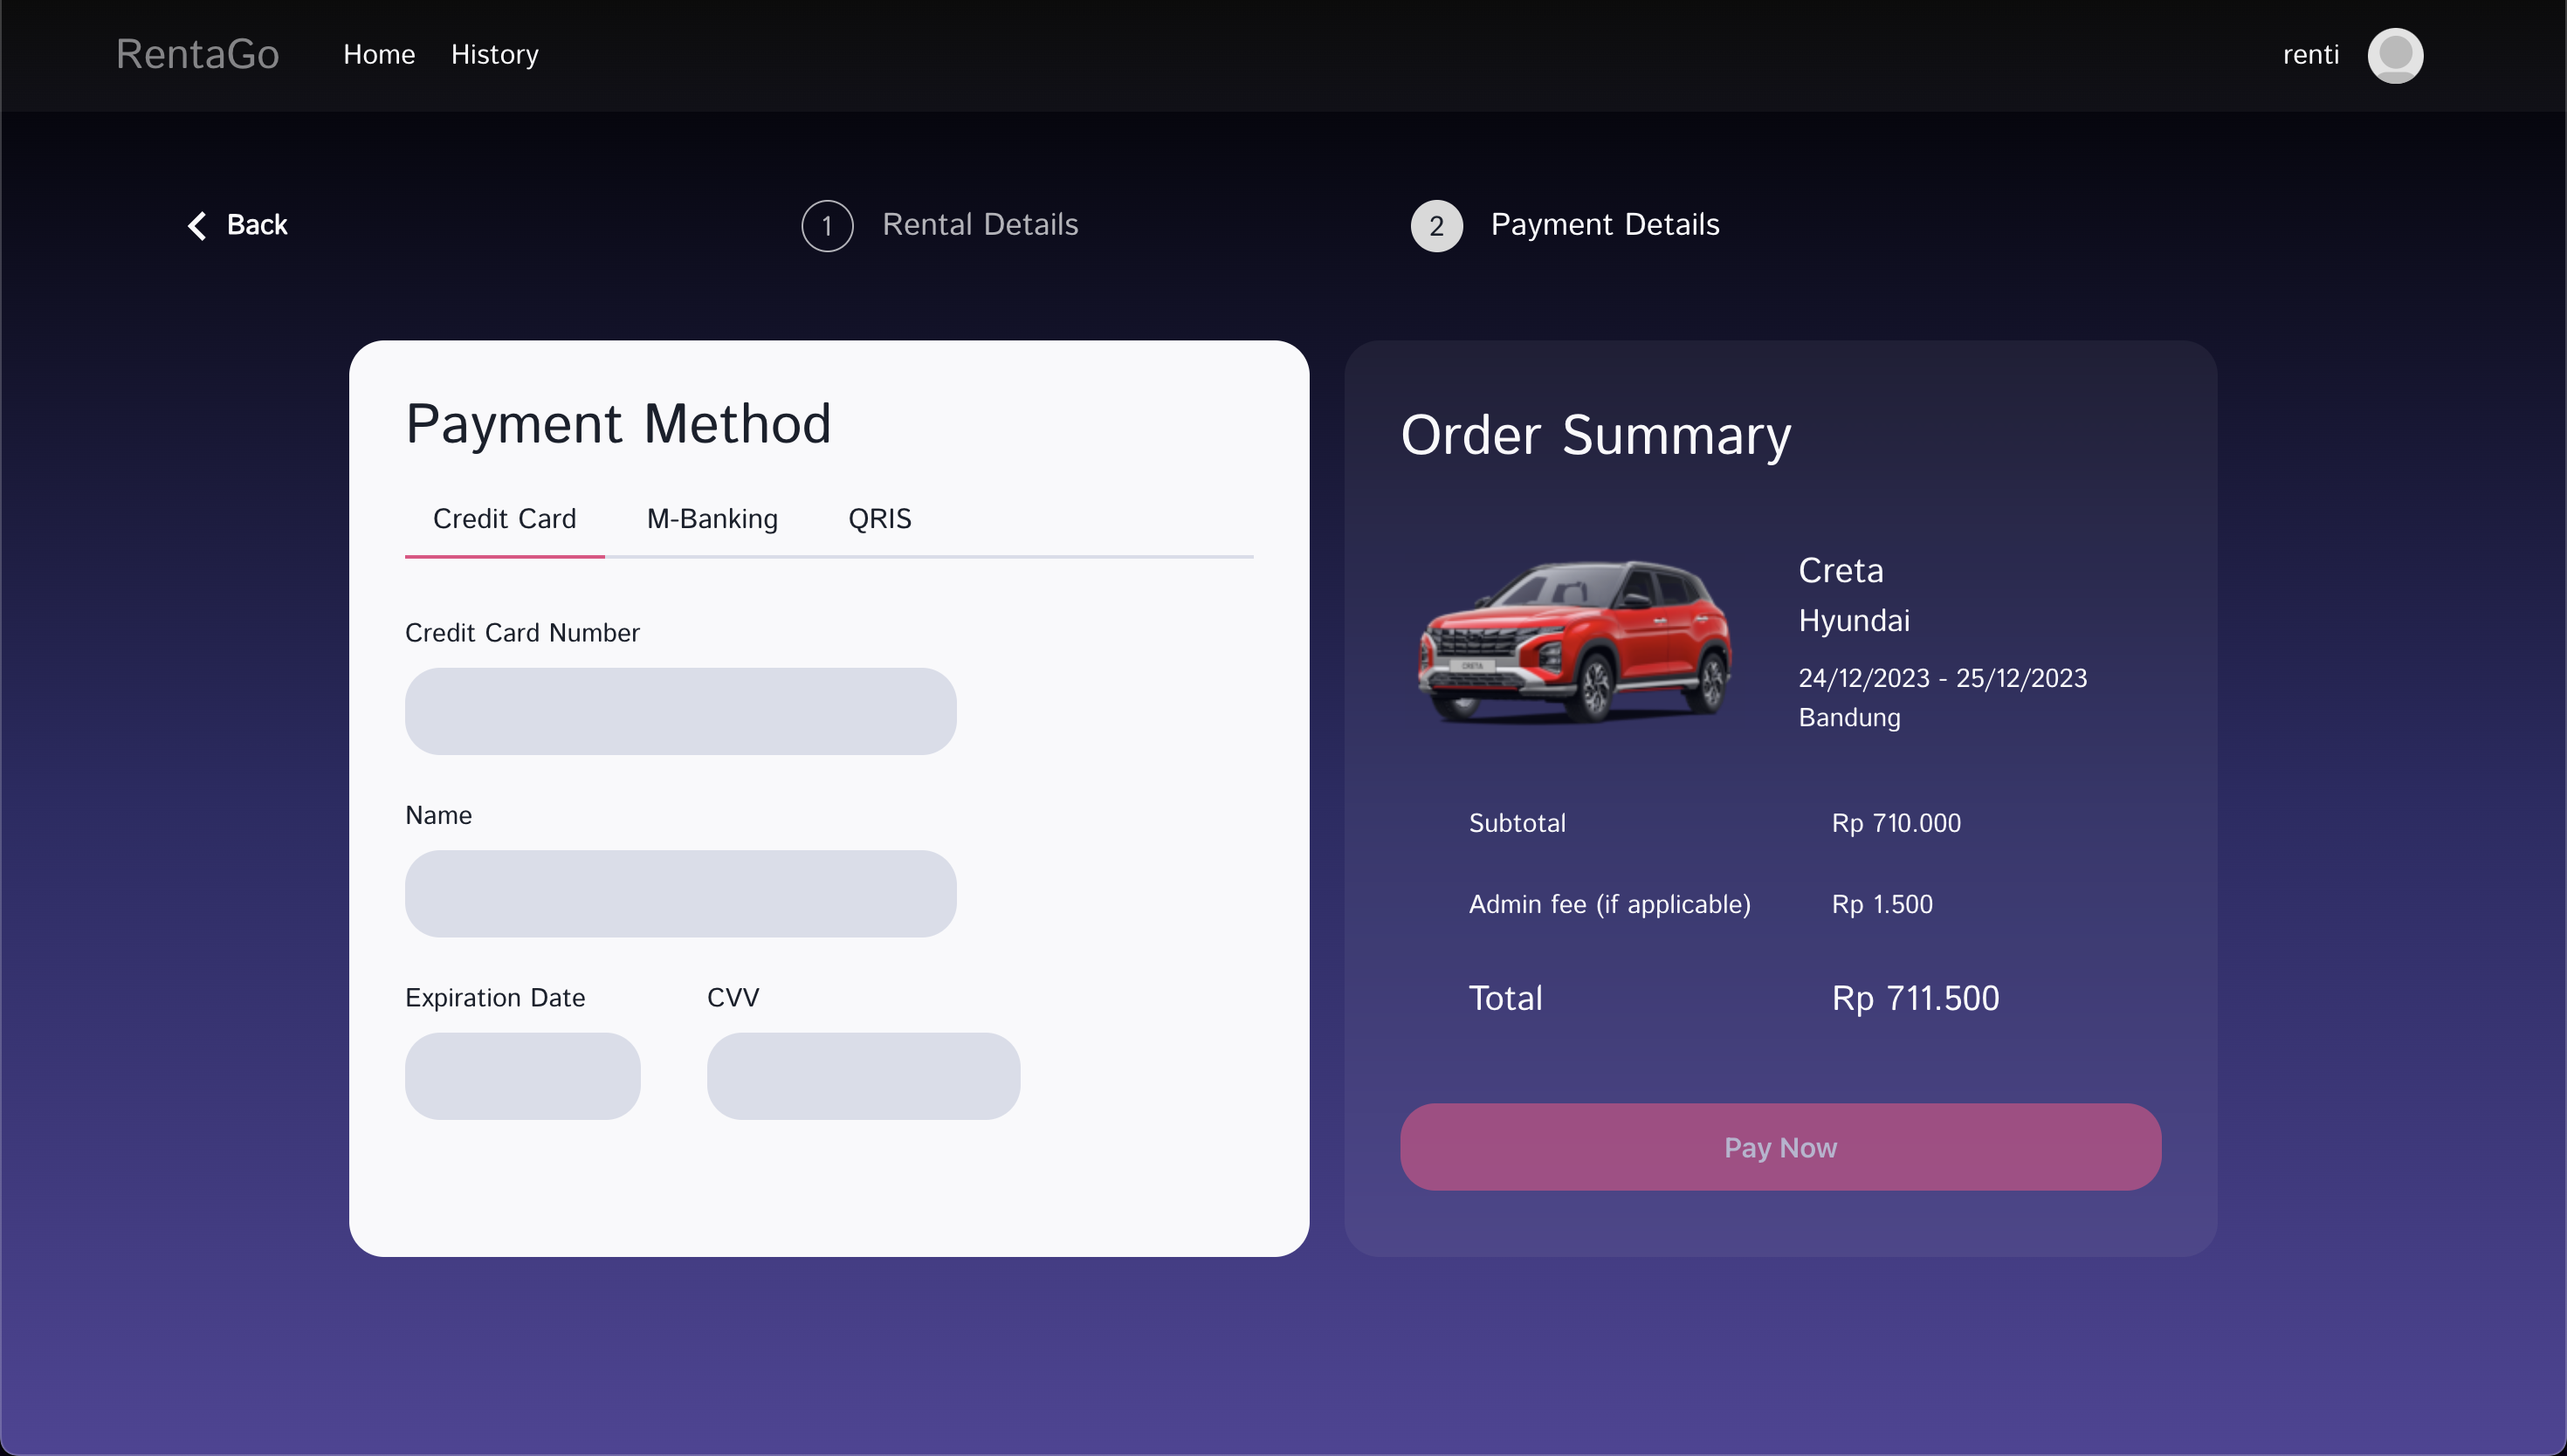 RentaGo
Home
History
renti
Back
1
Rental Details
2
Payment Details
Payment Method
Credit Card
M-Banking
QRIS
Credit Card Number
Name
Expiration Date
CVV
Order Summary
CRETA
Creta
Hyundai
24/12/2023 - 25/12/2023
Bandung
Subtotal
Rp 710.000
Admin fee (if applicable)
Rp 1.500
Total
Rp 711.500
Pay Now